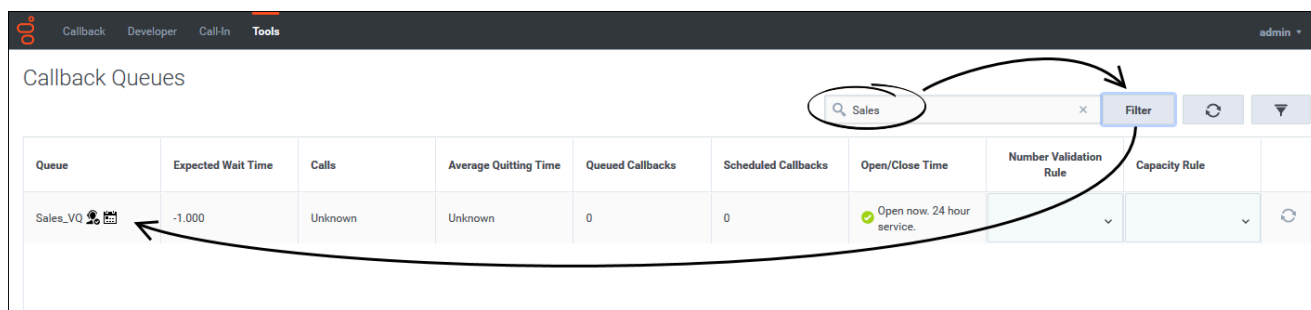 Callback Developer Call-In Tools admin
Callback Queues
Sales Filter
Queue Expected Wait Time Calls Average Quitting Time Queued Callbacks Scheduled Callbacks Open/Close Time Number Validation Capacity Rule
Rule
Sales_VQ -1.000 Unknown Unknown 0 0 Open now. 24 hour
service.